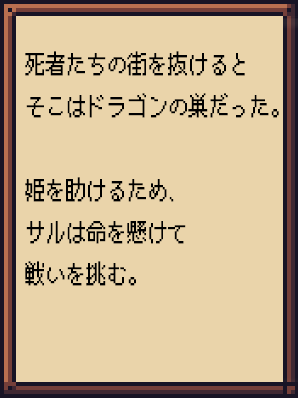 死者たちの街を抜けると
そこはドラゴンの巣だった。
姫を助けるため、
サルは命を懸けて
戦いを挑む。